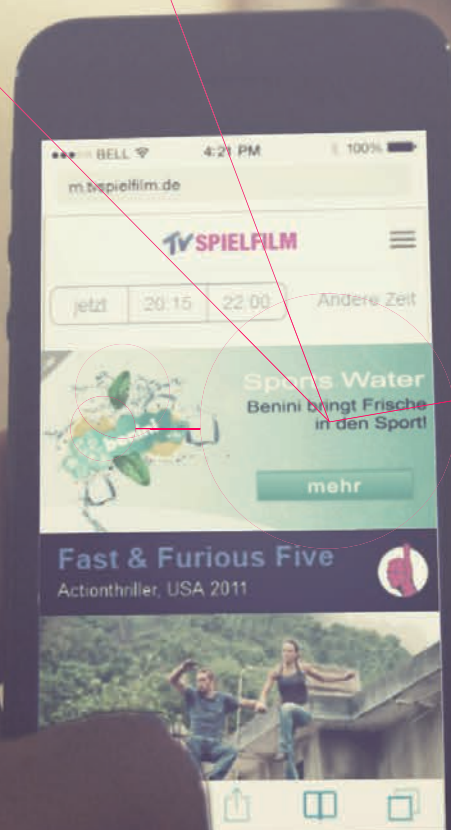 BELL 4:21 PM 100%
m.tvspielfilm.de
TV SPIELFILM
jetzt 20:15 22:00 Andere Zeit
Sports Water
Benini bringt Frische
in den Sport!
mehr
Fast & Furious Five
Actionthriller, USA 2011